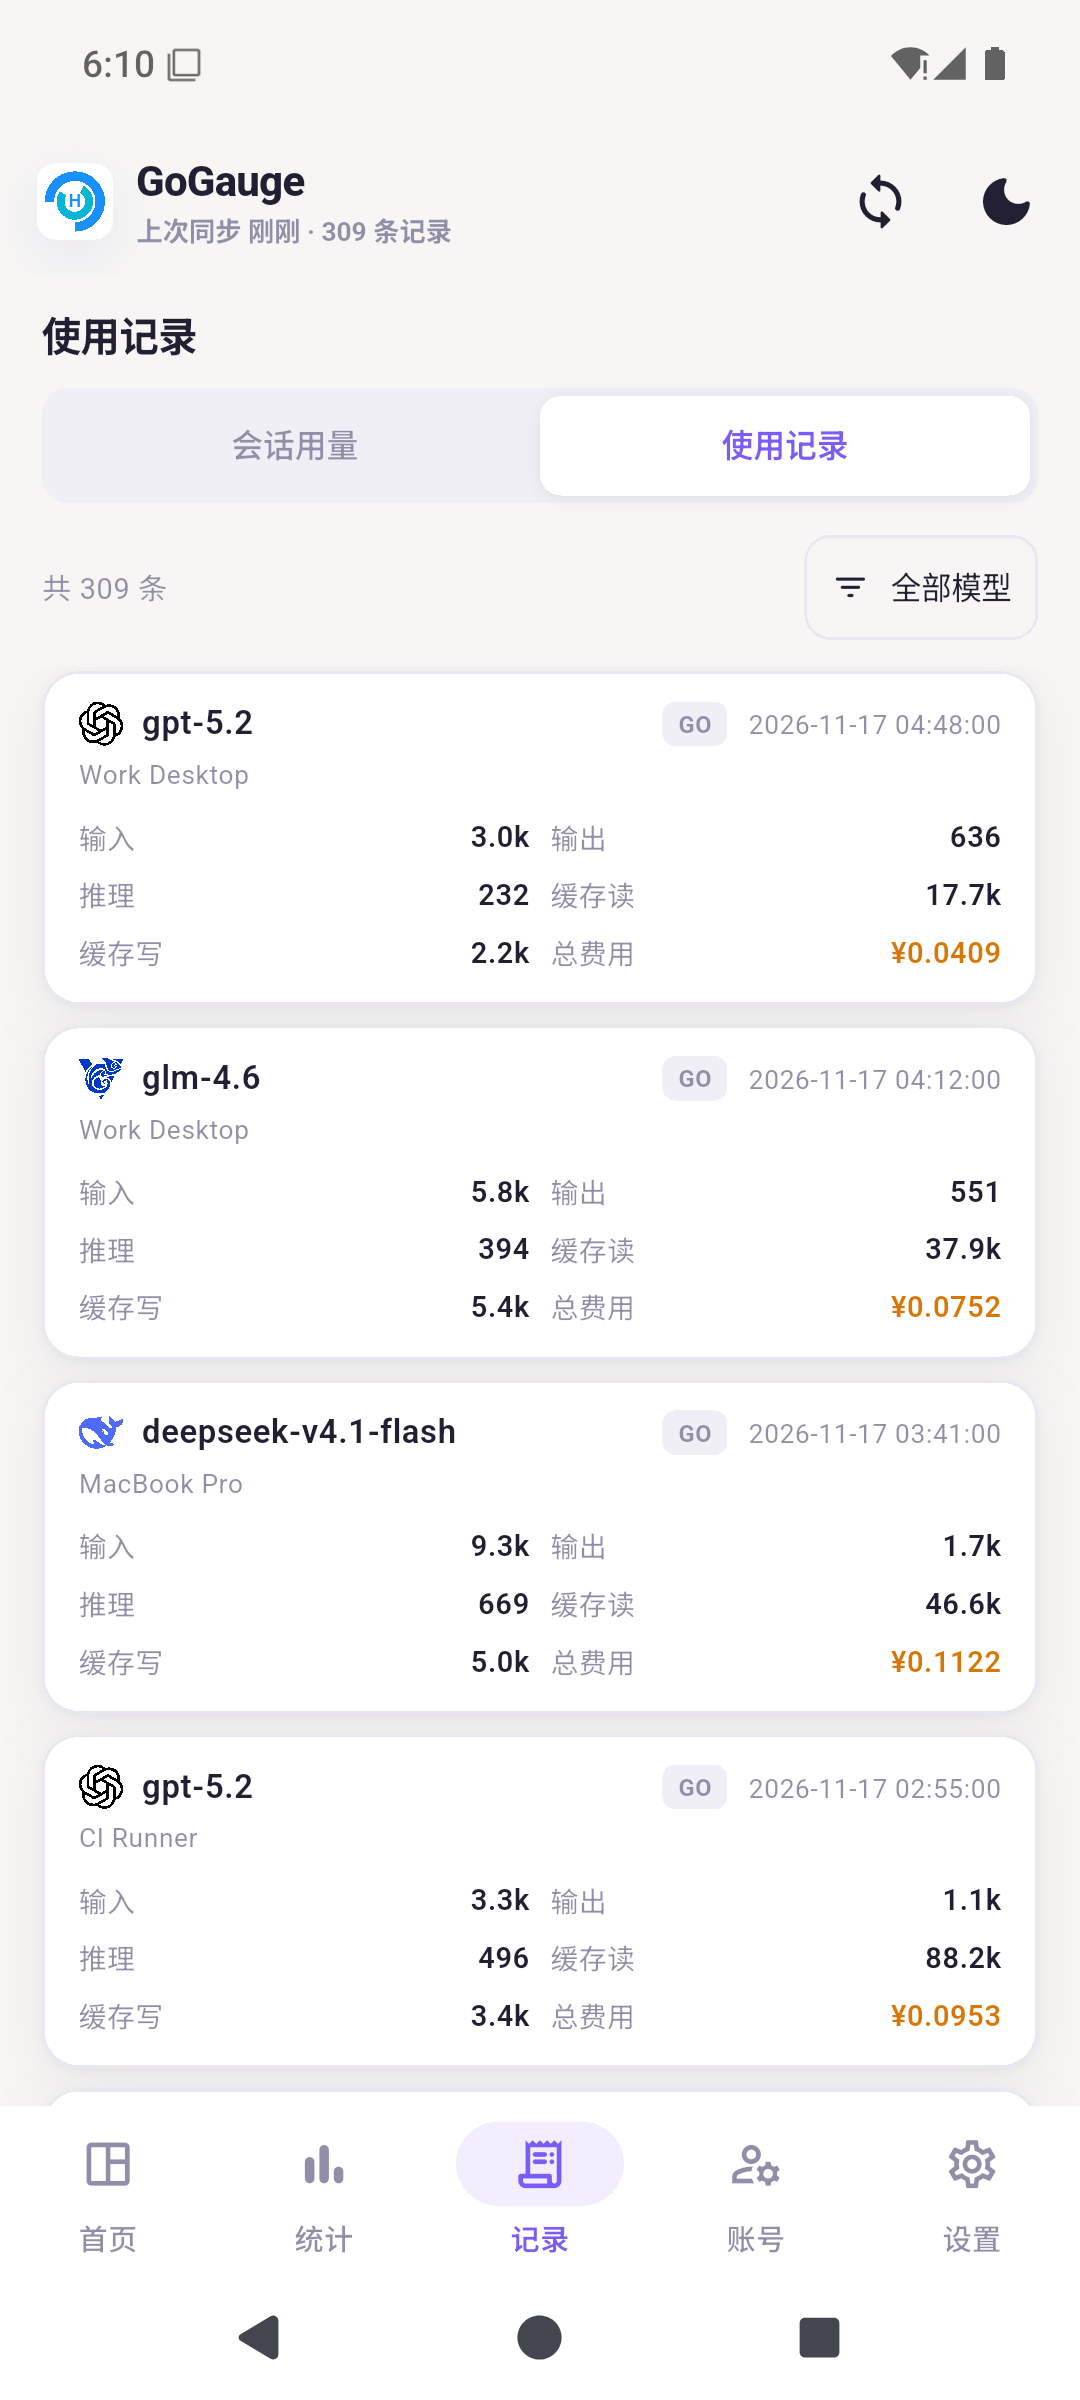 6:10
GoGauge
上次同步 刚刚 · 309 条记录
使用记录
会话用量 使用记录
共 309 条 全部模型
gpt-5.2 GO 2026-11-17 04:48:00
Work Desktop
输入 3.0k 输出 636
推理 232 缓存读 17.7k
缓存写 2.2k 总费用 ¥0.0409
glm-4.6 GO 2026-11-17 04:12:00
Work Desktop
输入 5.8k 输出 551
推理 394 缓存读 37.9k
缓存写 5.4k 总费用 ¥0.0752
deepseek-v4.1-flash GO 2026-11-17 03:41:00
MacBook Pro
输入 9.3k 输出 1.7k
推理 669 缓存读 46.6k
缓存写 5.0k 总费用 ¥0.1122
gpt-5.2 GO 2026-11-17 02:55:00
CI Runner
输入 3.3k 输出 1.1k
推理 496 缓存读 88.2k
缓存写 3.4k 总费用 ¥0.0953
首页 统计 记录 账号 设置